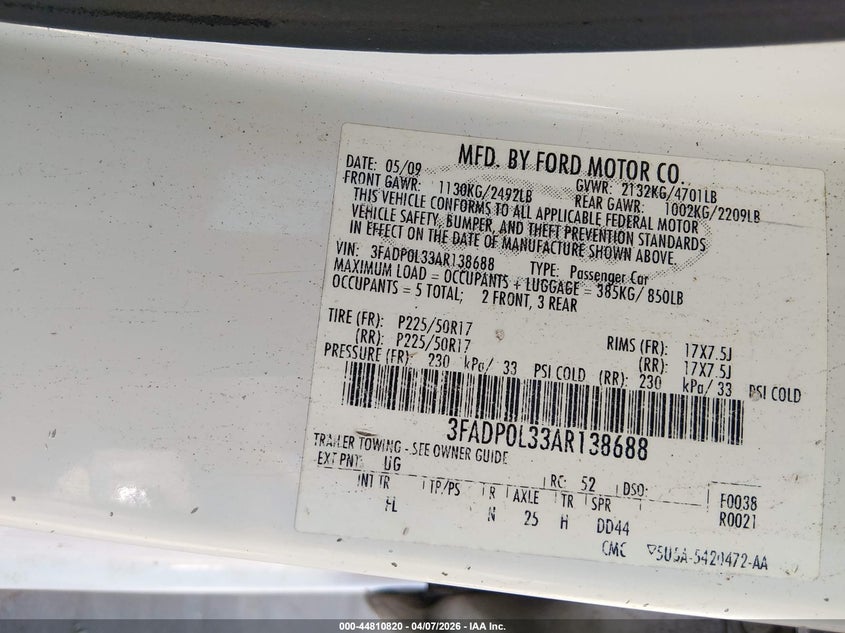 MFD. BY FORD MOTOR CO.
DATE: 05/09 GVWR: 2132KG/4701LB
FRONT GAWR: 1130KG/2492LB REAR GAWR: 1002KG/2209LB
THIS VEHICLE CONFORMS TO ALL APPLICABLE FEDERAL MOTOR
VEHICLE SAFETY, BUMPER, AND THEFT PREVENTION STANDARDS
IN EFFECT ON THE DATE OF MANUFACTURE SHOWN ABOVE.
VIN: 3FADP0L33AR138688 TYPE: Passenger Car
MAXIMUM LOAD = OCCUPANTS + LUGGAGE = 385KG/850LB
OCCUPANTS = 5 TOTAL; 2 FRONT, 3 REAR
TIRE (FR): P225/50R17 RIMS (FR): 17X7.5J
(RR): P225/50R17 (RR): 17X7.5J
PRESSURE (FR): 230 kPa/ 33 PSI COLD (RR): 230 kPa/ 33 PSI COLD
3FADP0L33AR138688
TRAILER TOWING - SEE OWNER GUIDE
EXT PNT: UG RC: 52 DSO: F0038
INT TR TP/PS R AXLE TR SPR R0021
FL N 25 H DD44
CMC 5U5A-5420472-AA
000-44810820 - 04/07/2026 - IAA Inc.